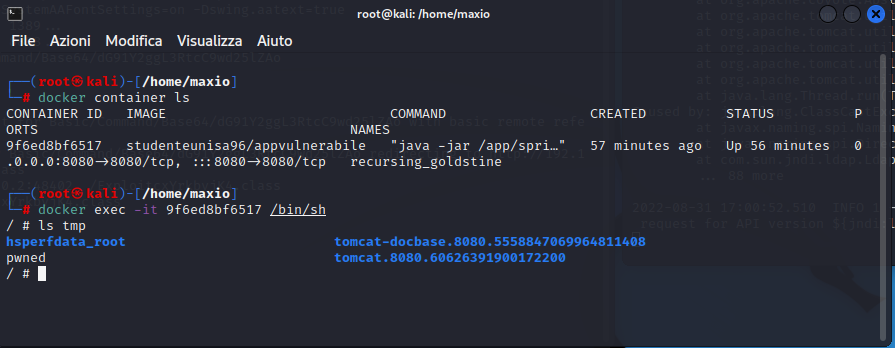 root@kali: /home/maxio
File Azioni Modifica Visualizza Aiuto
┌──(root㉿kali)-[/home/maxio]
└─# docker container ls
CONTAINER ID IMAGE COMMAND CREATED STATUS P
ORTS NAMES
9f6ed8bf6517 studenteunisa96/appvulnerabile "java -jar /app/spri…" 57 minutes ago Up 56 minutes 0
.0.0.0:8080->8080/tcp, :::8080->8080/tcp recursing_goldstine
┌──(root㉿kali)-[/home/maxio]
└─# docker exec -it 9f6ed8bf6517 /bin/sh
/ # ls tmp
hsperfdata_root tomcat-docbase.8080.5558847069964811408
pwned tomcat.8080.60626391900172200
/ #